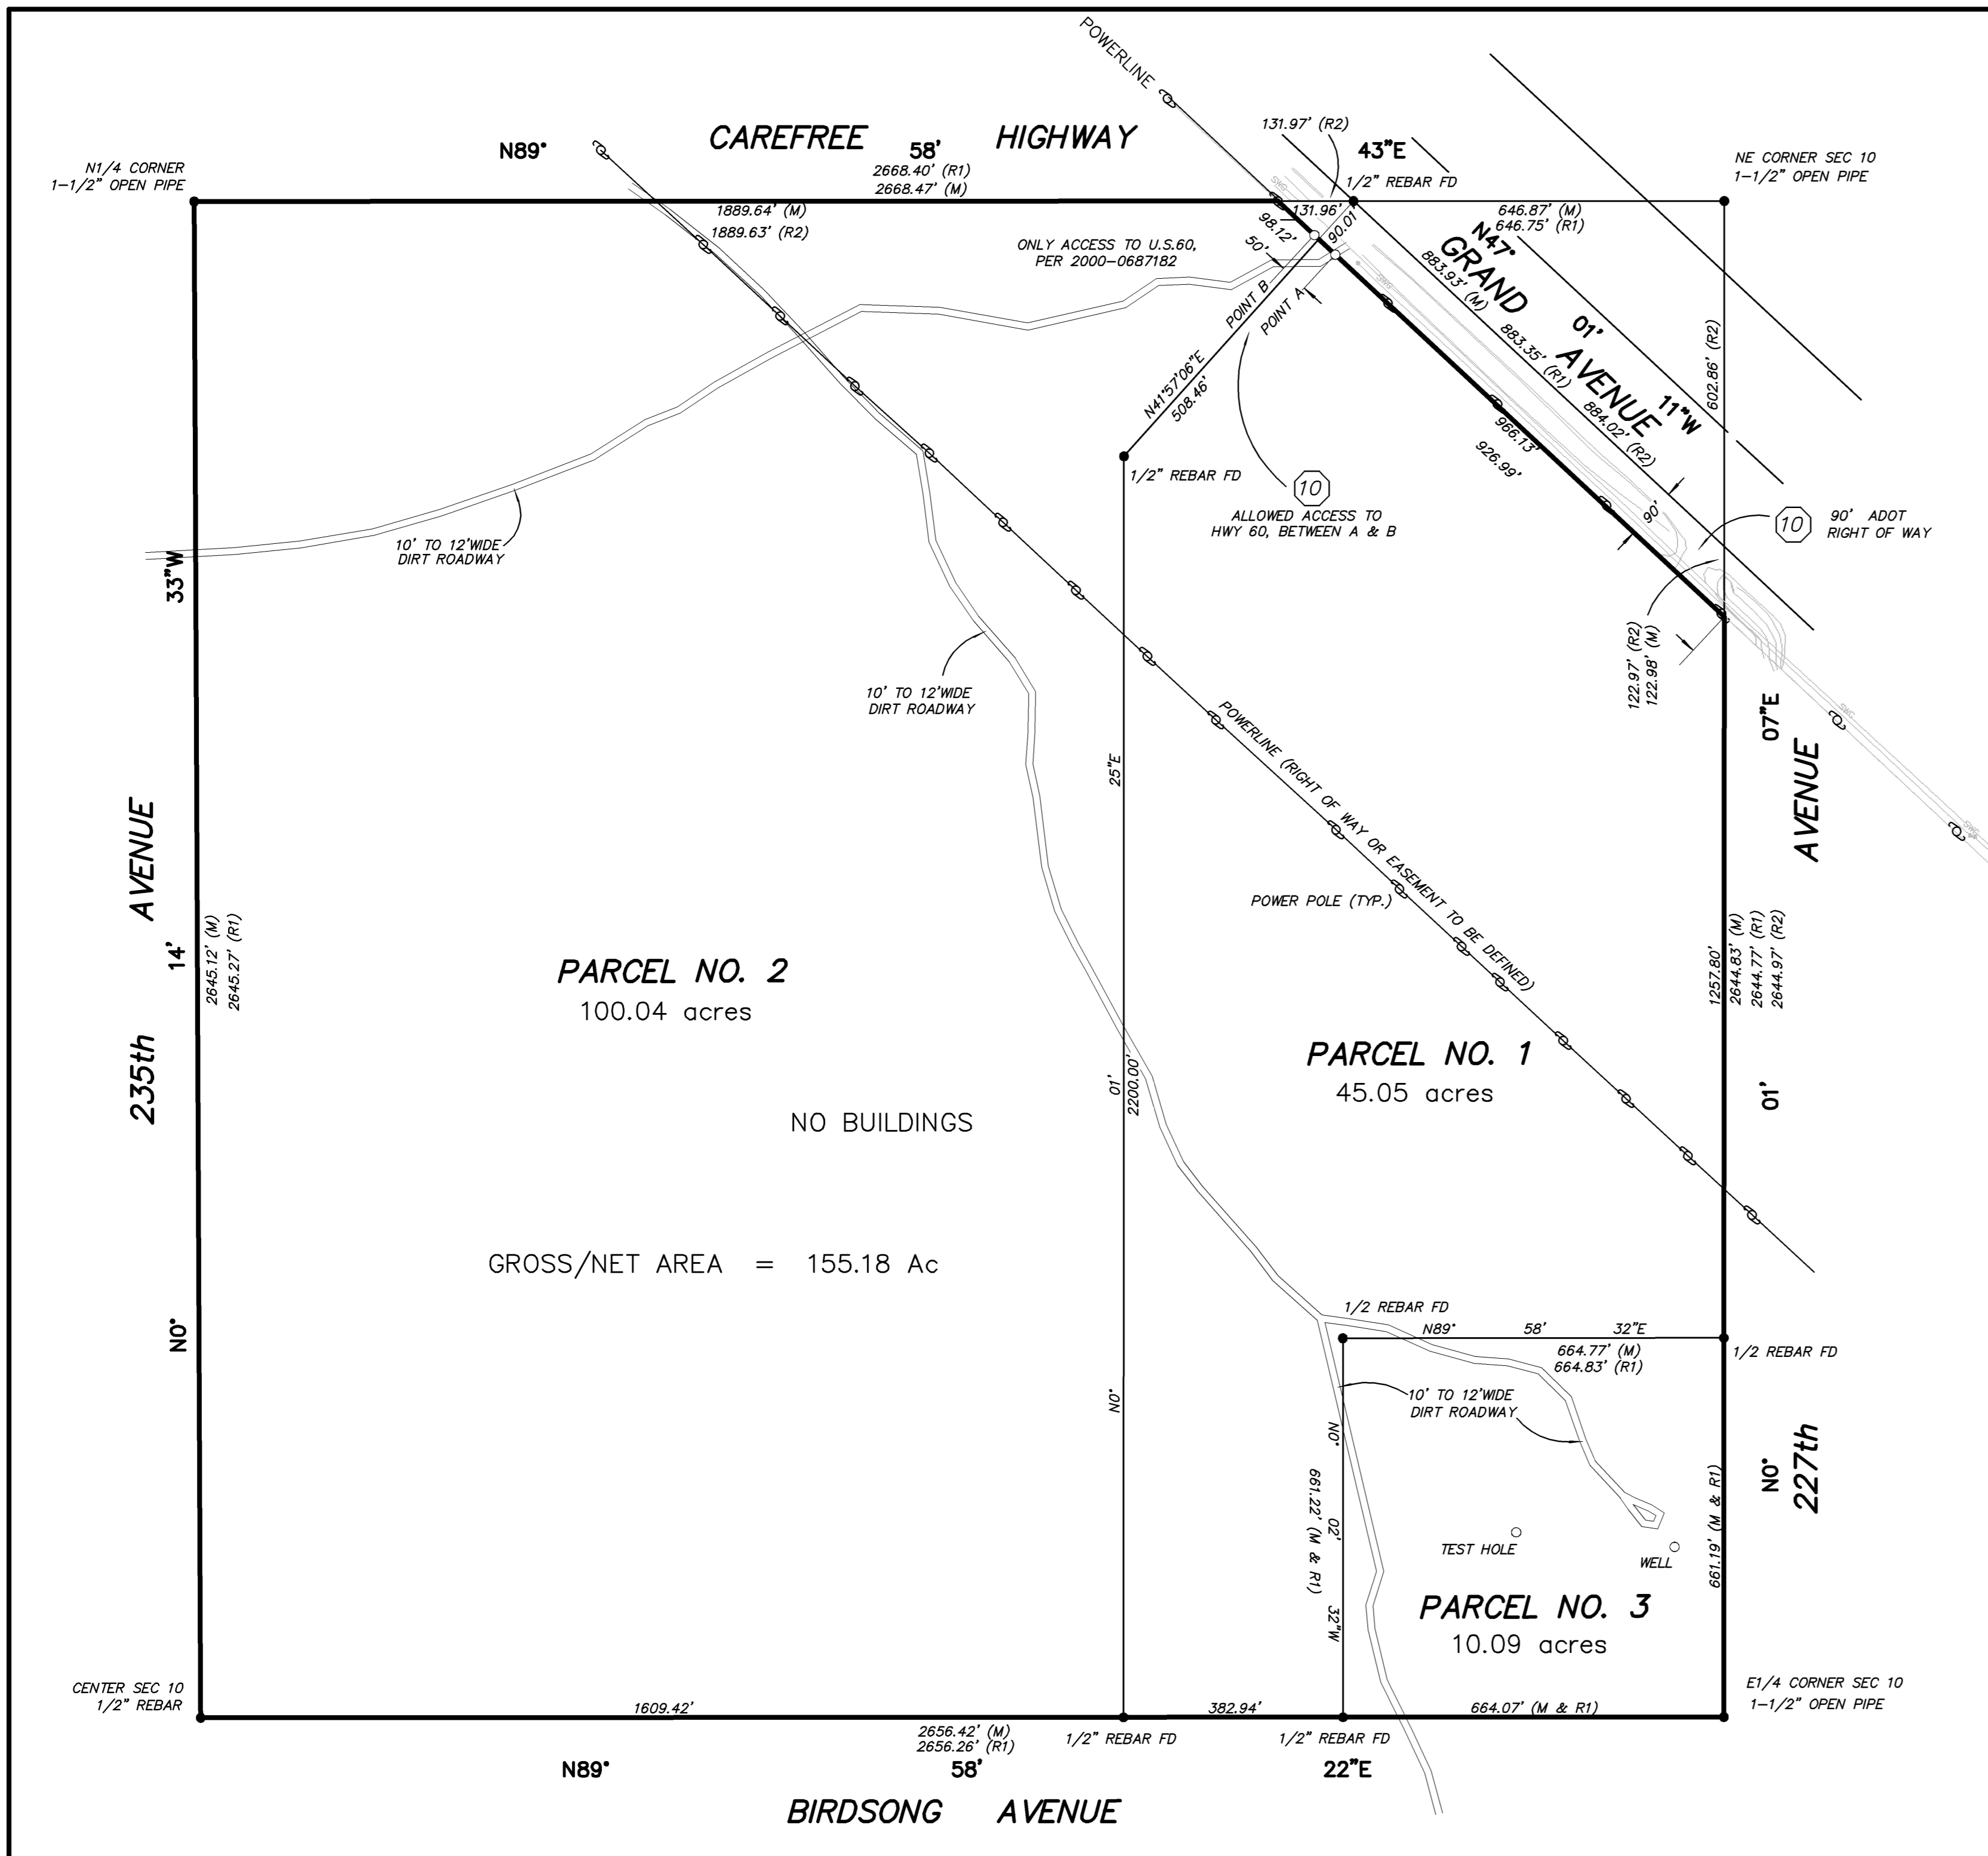 POWERLINE
CAREFREE HIGHWAY
N89° 58' 43"E
131.97' (R2)
N1/4 CORNER
1-1/2" OPEN PIPE
2668.40' (R1)
2668.47' (M)
1/2" REBAR FD
NE CORNER SEC 10
1-1/2" OPEN PIPE
SWG
1889.64' (M)
1889.63' (R2)
131.96'
646.87' (M)
646.75' (R1)
98.12'
90.01'
50'
ONLY ACCESS TO U.S.60,
PER 2000-0687182
POINT B
POINT A
SWG
N47° 01' 11"W
GRAND AVENUE
883.93' (M)
883.35' (R1)
884.02' (R2)
602.86' (R2)
N41°57'06"E
508.46'
966.13'
926.99'
1/2" REBAR FD
10
ALLOWED ACCESS TO
HWY 60, BETWEEN A & B
90'
10
90' ADOT
RIGHT OF WAY
10' TO 12'WIDE
DIRT ROADWAY
10' TO 12'WIDE
DIRT ROADWAY
122.97' (R2)
122.98' (M)
SWG
SWG
POWERLINE (RIGHT OF WAY OR EASEMENT TO BE DEFINED)
POWER POLE (TYP.)
235th AVENUE
N0° 14' 33"W
2645.12' (M)
2645.27' (R1)
PARCEL NO. 2
100.04 acres
N0° 01' 25"E
2200.00'
PARCEL NO. 1
45.05 acres
1257.80'
2644.83' (M)
2644.77' (R1)
2644.97' (R2)
N0° 01' 07"E
227th AVENUE
NO BUILDINGS
GROSS/NET AREA = 155.18 Ac
1/2 REBAR FD
N89° 58' 32"E
664.77' (M)
664.83' (R1)
1/2 REBAR FD
10' TO 12'WIDE
DIRT ROADWAY
N0° 02' 32"W
661.22' (M & R1)
661.19' (M & R1)
TEST HOLE
WELL
PARCEL NO. 3
10.09 acres
CENTER SEC 10
1/2" REBAR
E1/4 CORNER SEC 10
1-1/2" OPEN PIPE
1609.42'
382.94'
664.07' (M & R1)
2656.42' (M)
2656.26' (R1)
1/2" REBAR FD
1/2" REBAR FD
N89° 58' 22"E
BIRDSONG AVENUE